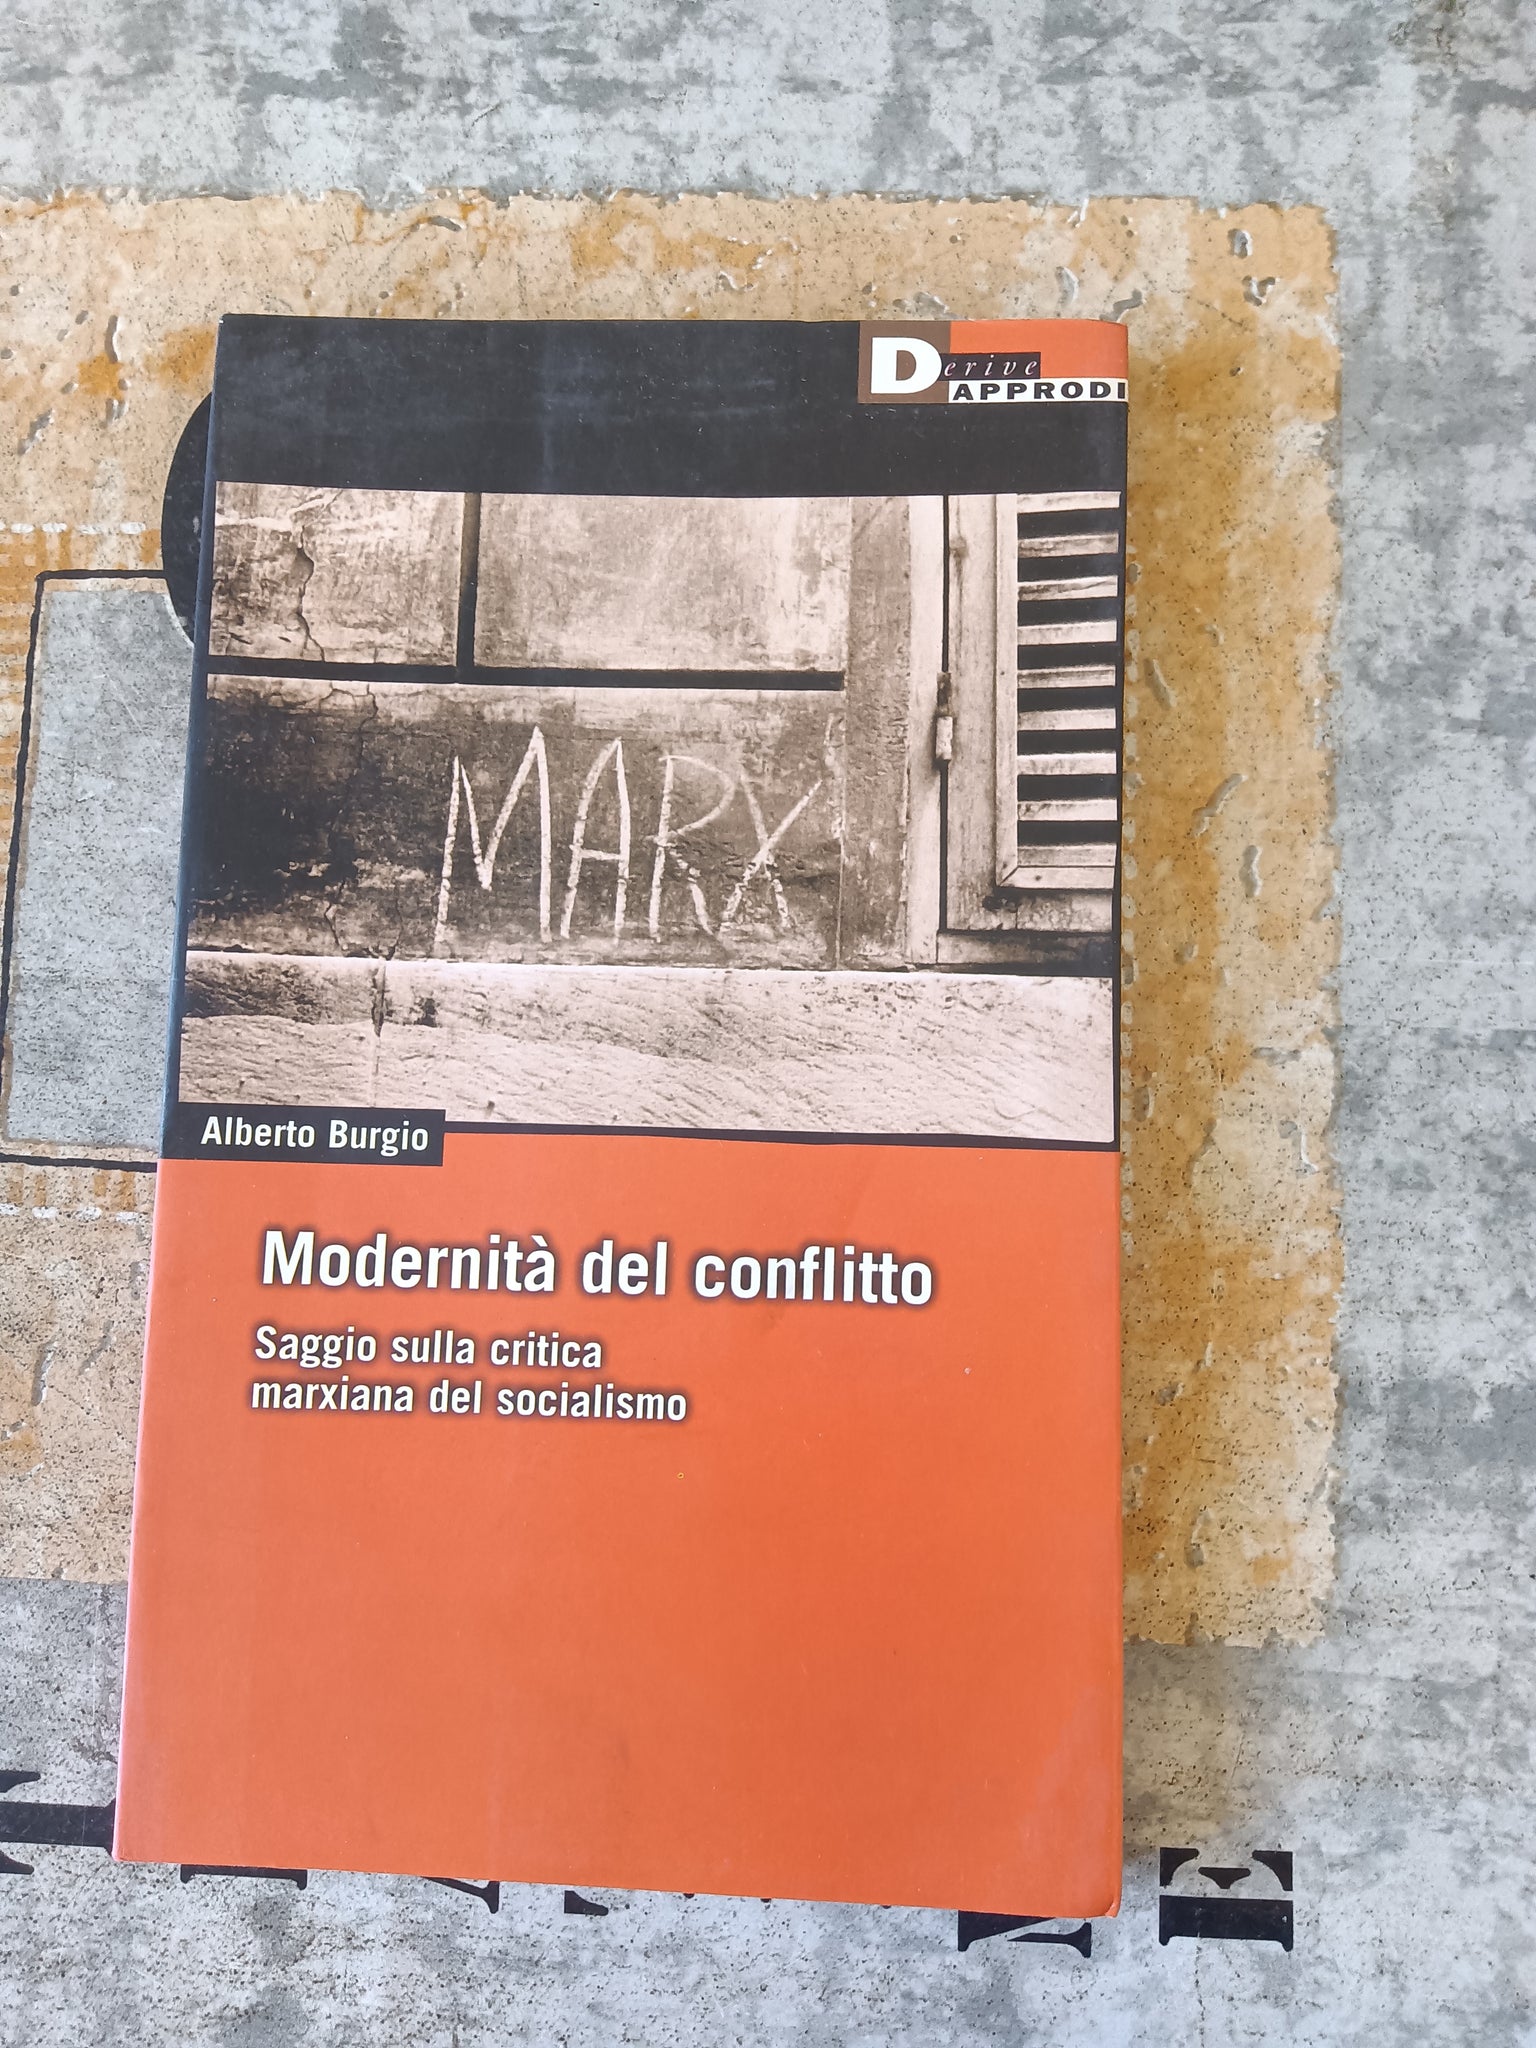 Derive
APPRODI
MARX
Alberto Burgio
Modernità del conflitto
Saggio sulla critica
marxiana del socialismo